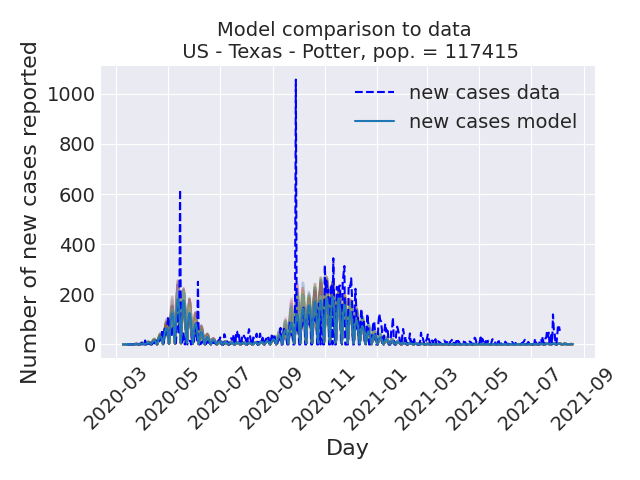 Model comparison to data
US - Texas - Potter, pop. = 117415
Number of new cases reported
1000
800
600
400
200
0
new cases data
new cases model
2020-03
2020-05
2020-07
2020-09
2020-11
2021-01
2021-03
2021-05
2021-07
2021-09
Day